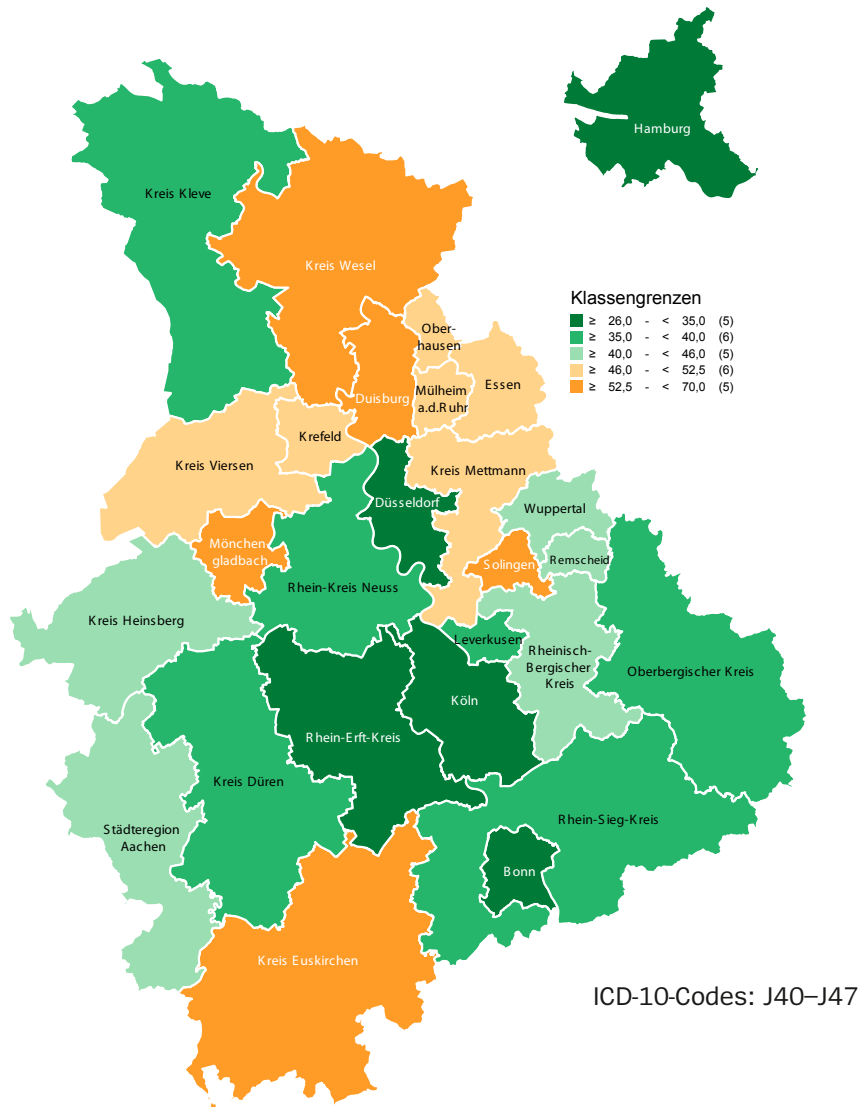 Hamburg
Kreis Kleve
Kreis Wesel
Klassengrenzen
≥ 26,0 - < 35,0 (5)
≥ 35,0 - < 40,0 (6)
≥ 40,0 - < 46,0 (5)
≥ 46,0 - < 52,5 (6)
≥ 52,5 - < 70,0 (5)
Ober-
hausen
Essen
Mülheim
a.d.Ruhr
Duisburg
Krefeld
Kreis Viersen
Kreis Mettmann
Düsseldorf
Wuppertal
Mönchen
gladbach
Solingen
Remscheid
Rhein-Kreis Neuss
Kreis Heinsberg
Leverkusen
Rheinisch-
Bergischer
Kreis
Oberbergischer Kreis
Köln
Rhein-Erft-Kreis
Kreis Düren
Städteregion
Aachen
Rhein-Sieg-Kreis
Bonn
Kreis Euskirchen
ICD-10-Codes: J40–J47